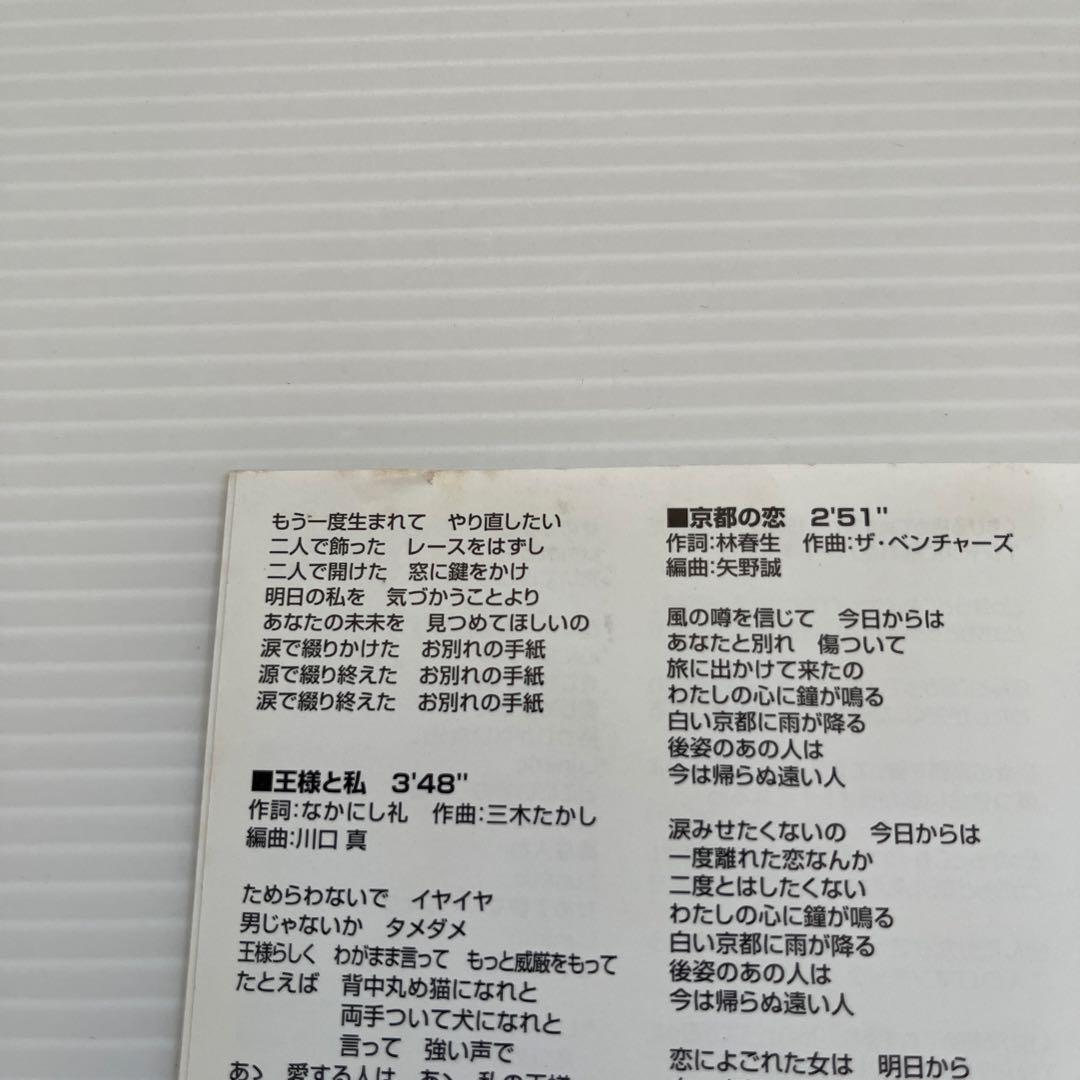 もう一度生まれて　やり直したい
二人で飾った　レースをはずし
二人で開けた　窓に鍵をかけ
明日の私を　気づかうことより
あなたの未来を　見つめてほしいの
涙で綴りかけた　お別れの手紙
源で綴り終えた　お別れの手紙
涙で綴り終えた　お別れの手紙
■王様と私　3'48"
作詞:なかにし礼　作曲:三木たかし
編曲:川口 真
ためらわないで　イヤイヤ
男じゃないか　タメダメ
王様らしく　わがまま言って　もっと威厳をもって
たとえば　背中丸め猫になれと
両手ついて犬になれと
言って　強い声で
あゝ　愛する人は　あゝ　私の王様
■京都の恋　2'51"
作詞:林春生　作曲:ザ・ベンチャーズ
編曲:矢野誠
風の噂を信じて　今日からは
あなたと別れ　傷ついて
旅に出かけて来たの
わたしの心に鐘が鳴る
白い京都に雨が降る
後姿のあの人は
今は帰らぬ遠い人
涙みせたくないの　今日からは
一度離れた恋なんか
二度とはしたくない
わたしの心に鐘が鳴る
白い京都に雨が降る
後姿のあの人は
今は帰らぬ遠い人
恋によごれた女は　明日から